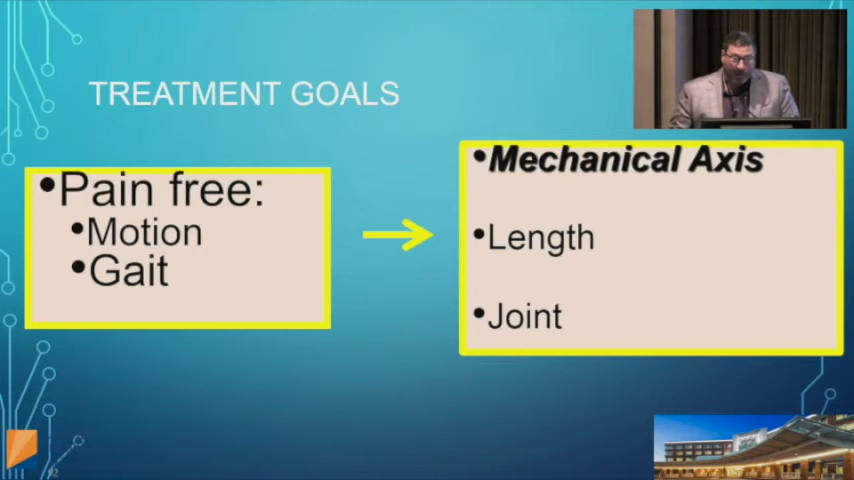 TREATMENT GOALS
•Pain free:
•Motion
•Gait
•Mechanical Axis
•Length
•Joint